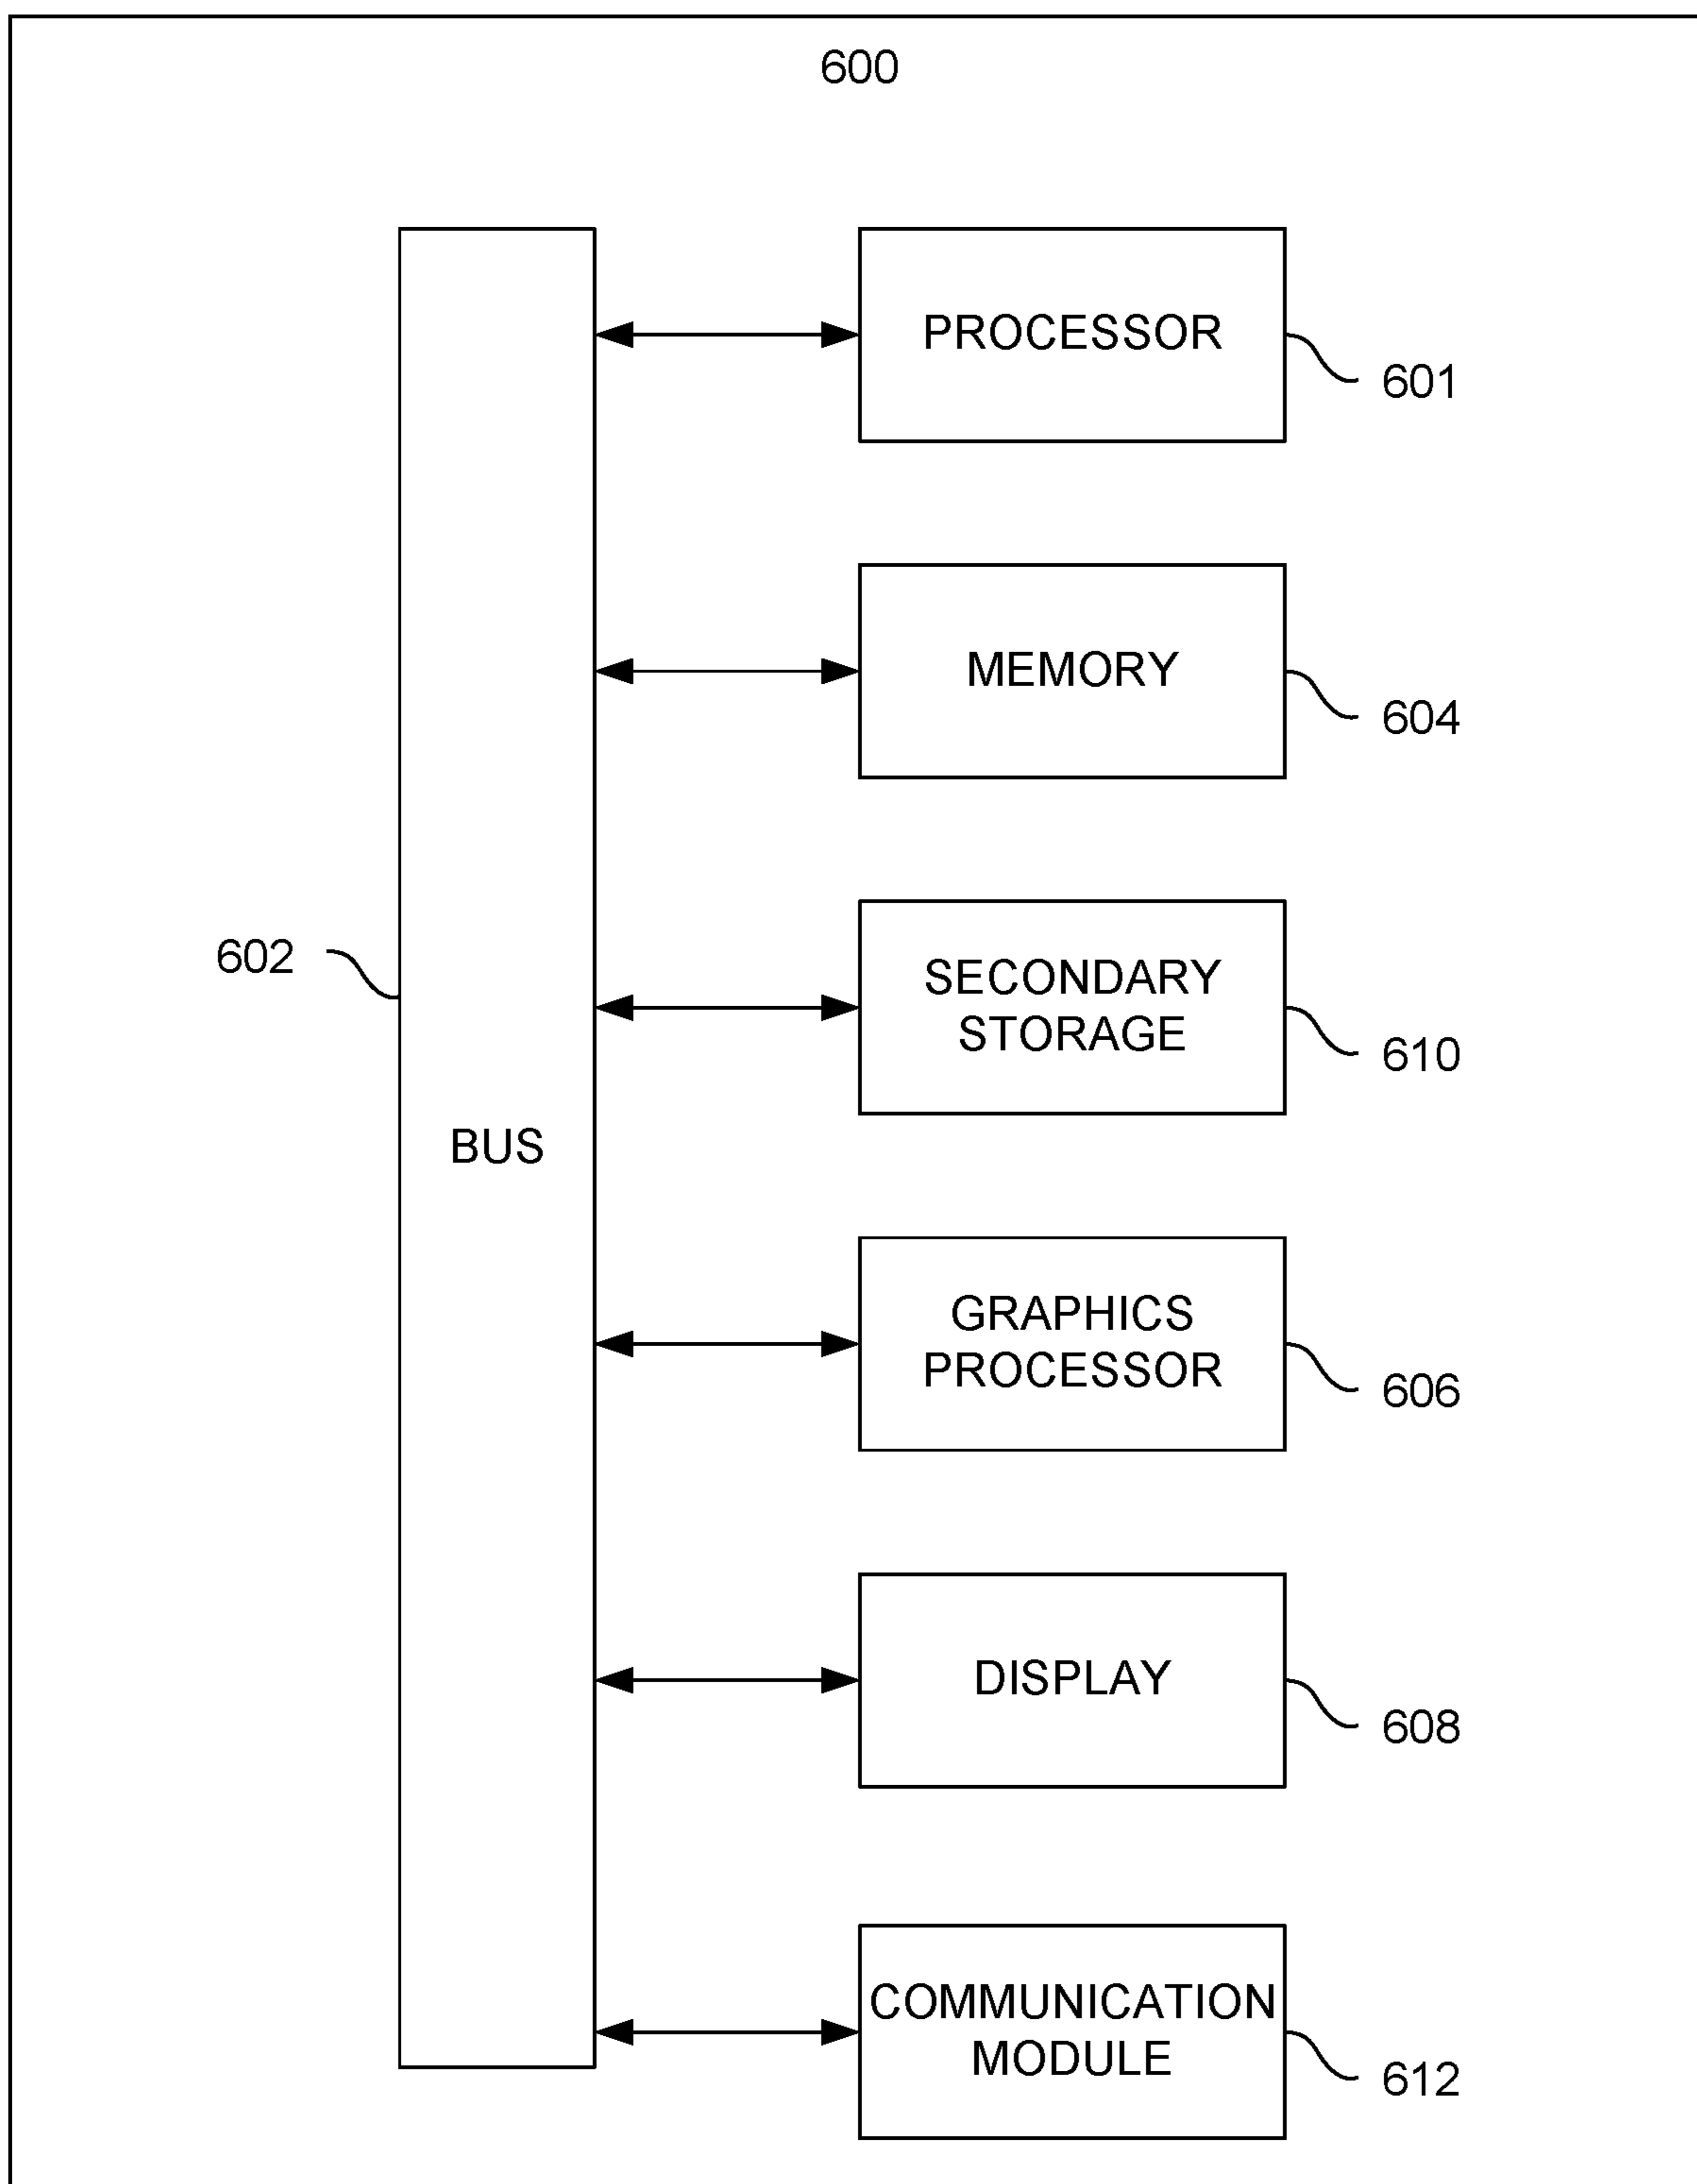 600
PROCESSOR
601
MEMORY
604
602
SECONDARY
STORAGE
610
BUS
GRAPHICS
PROCESSOR
606
DISPLAY
608
COMMUNICATION
MODULE
612